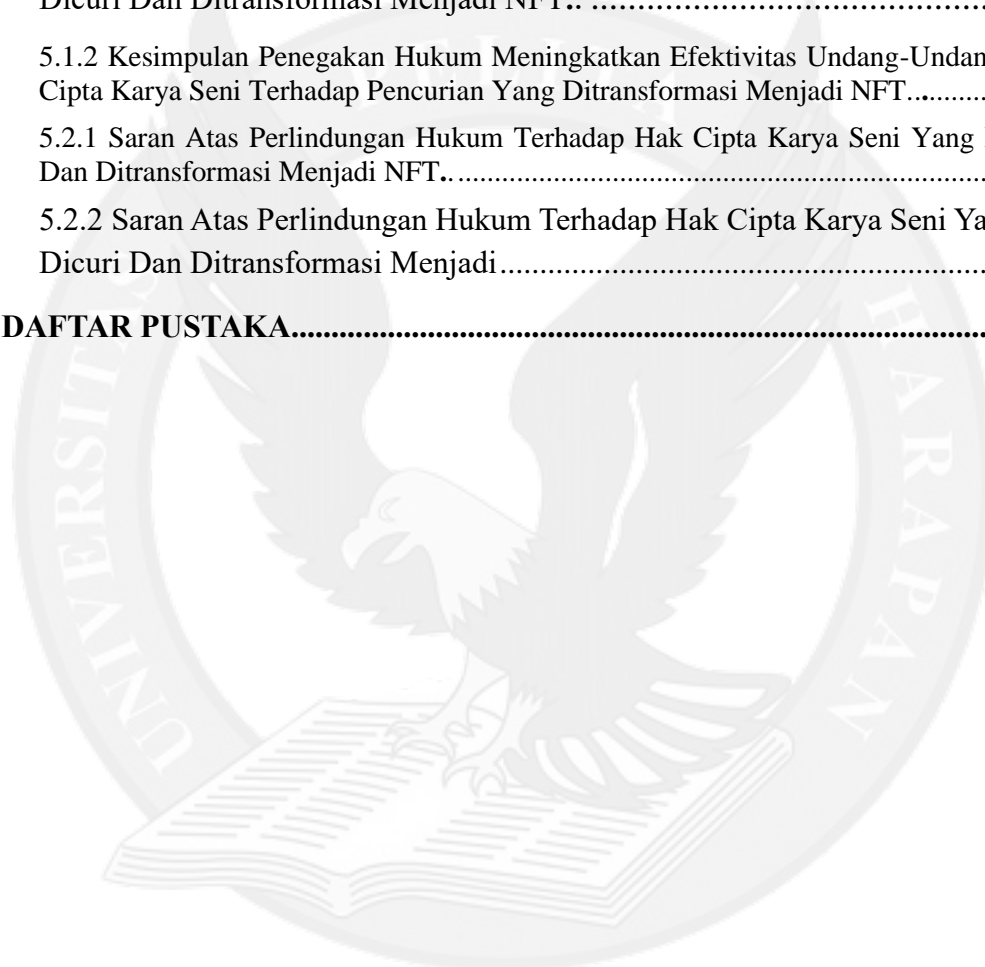 Dicuri Dan Ditransformasi Menjadi NFT.. ..................................................
5.1.2 Kesimpulan Penegakan Hukum Meningkatkan Efektivitas Undang-Undan
Cipta Karya Seni Terhadap Pencurian Yang Ditransformasi Menjadi NFT............
5.2.1 Saran Atas Perlindungan Hukum Terhadap Hak Cipta Karya Seni Yang
Dan Ditransformasi Menjadi NFT.. ..................................................................................
5.2.2 Saran Atas Perlindungan Hukum Terhadap Hak Cipta Karya Seni Ya
Dicuri Dan Ditransformasi Menjadi..............................................................
DAFTAR PUSTAKA.....................................................................................................
UNIVERSITAS
PELITA
HARAPAN